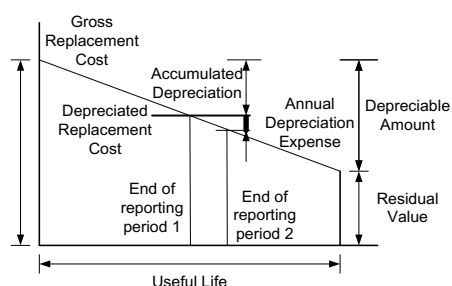 Gross
Replacement
Cost
Accumulated
Depreciation
Depreciated
Replacement
Cost
Annual
Depreciation
Expense
Depreciable
Amount
End of
reporting
period 1
End of
reporting
period 2
Residual
Value
Useful Life